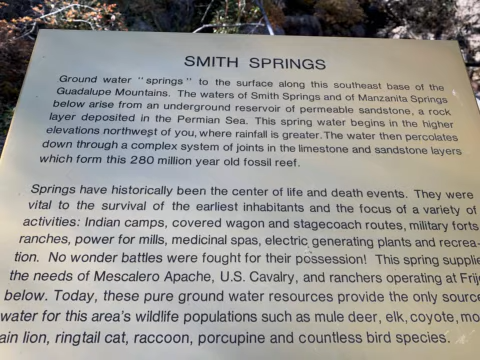 SMITH SPRINGS
Ground water "springs" to the surface along this southeast base of the
Guadalupe Mountains. The waters of Smith Springs and of Manzanita Springs
below arise from an underground reservoir of permeable sandstone, a rock
layer deposited in the Permian Sea. This spring water begins in the higher
elevations northwest of you, where rainfall is greater. The water then percolates
down through a complex system of joints in the limestone and sandstone layers
which form this 280 million year old fossil reef.
Springs have historically been the center of life and death events. They were
vital to the survival of the earliest inhabitants and the focus of a variety of
activities: Indian camps, covered wagon and stagecoach routes, military forts
ranches, power for mills, medicinal spas, electric generating plants and recrea-
tion. No wonder battles were fought for their possession! This spring supplie
the needs of Mescalero Apache, U.S. Cavalry, and ranchers operating at Frij
below. Today, these pure ground water resources provide the only source
water for this area's wildlife populations such as mule deer, elk, coyote, mo
ain lion, ringtail cat, raccoon, porcupine and countless bird species.